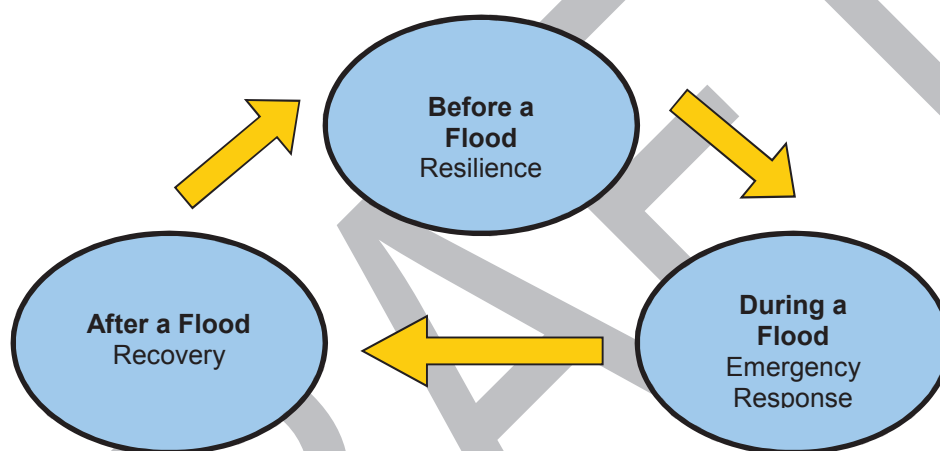 Before a
Flood
Resilience
After a Flood
Recovery
During a
Flood
Emergency
Response